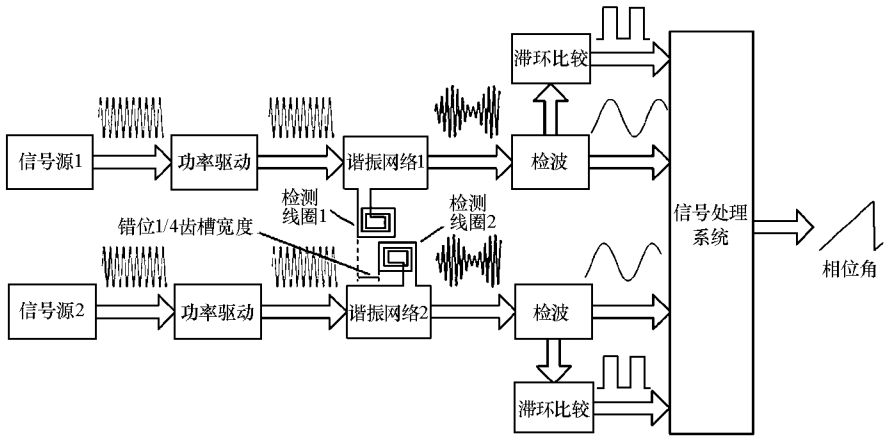 滞环比较
信号源1
功率驱动
谐振网络1
检波
检测
线圈1
检测
线圈2
错位1/4齿槽宽度
信号处理
系统
相位角
信号源2
功率驱动
谐振网络2
检波
滞环比较